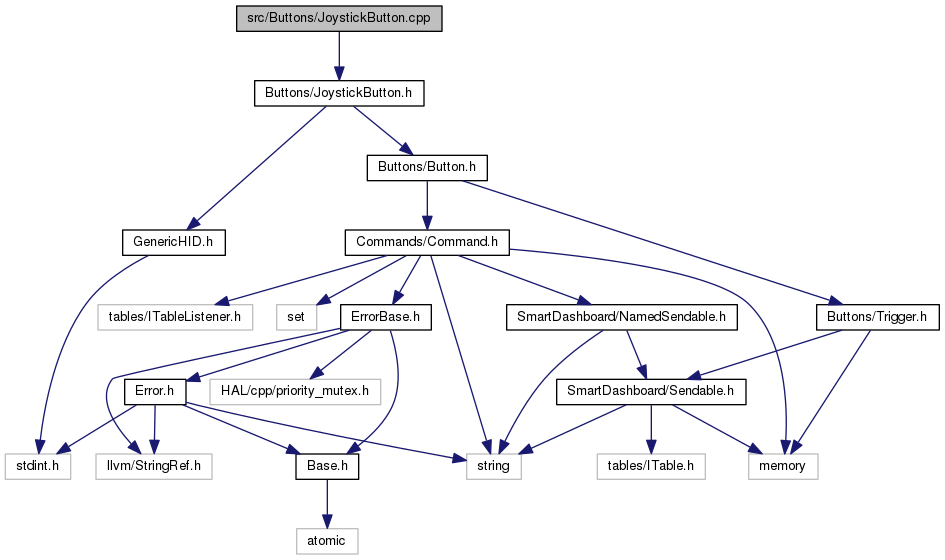 src/Buttons/JoystickButton.cpp
Buttons/JoystickButton.h
Buttons/Button.h
GenericHID.h
Commands/Command.h
tables/ITableListener.h
set
ErrorBase.h
SmartDashboard/NamedSendable.h
Buttons/Trigger.h
Error.h
HAL/cpp/priority_mutex.h
SmartDashboard/Sendable.h
stdint.h
llvm/StringRef.h
Base.h
string
tables/ITable.h
memory
atomic